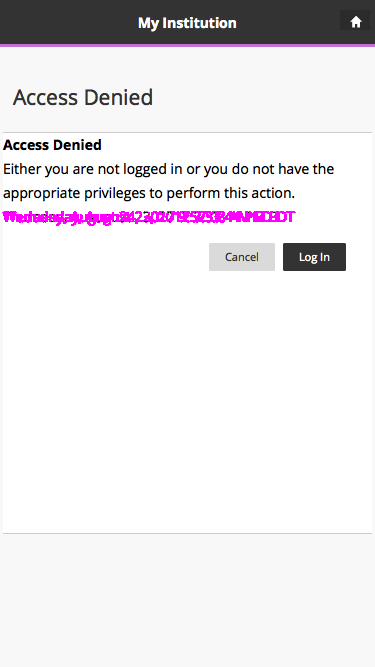 My Institution
Access Denied
Access Denied
Either you are not logged in or you do not have the
appropriate privileges to perform this action.
Cancel
Log In